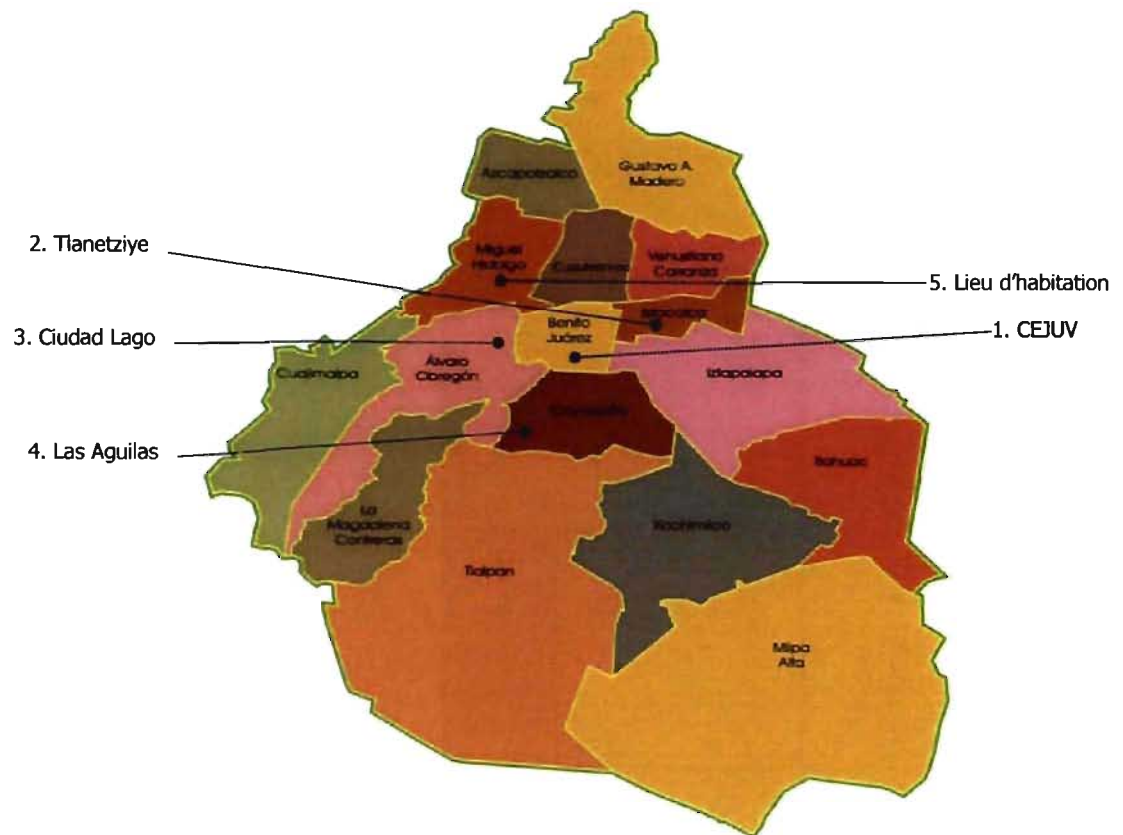 Azcapotzalco
Gustavo A.
Madero
2. Tlanetziye
Miguel
Hidalgo
Cuauhtémoc
Venustiano
Carranza
5. Lieu d'habitation
Iztacalco
Benito
Juárez
1. CEJUV
3. Ciudad Lago
Cuajimalpa
Álvaro
Obregón
Iztapalapa
Coyoacán
4. Las Aguilas
Tláhuac
La
Magdalena
Contreras
Xochimilco
Tlalpan
Milpa
Alta